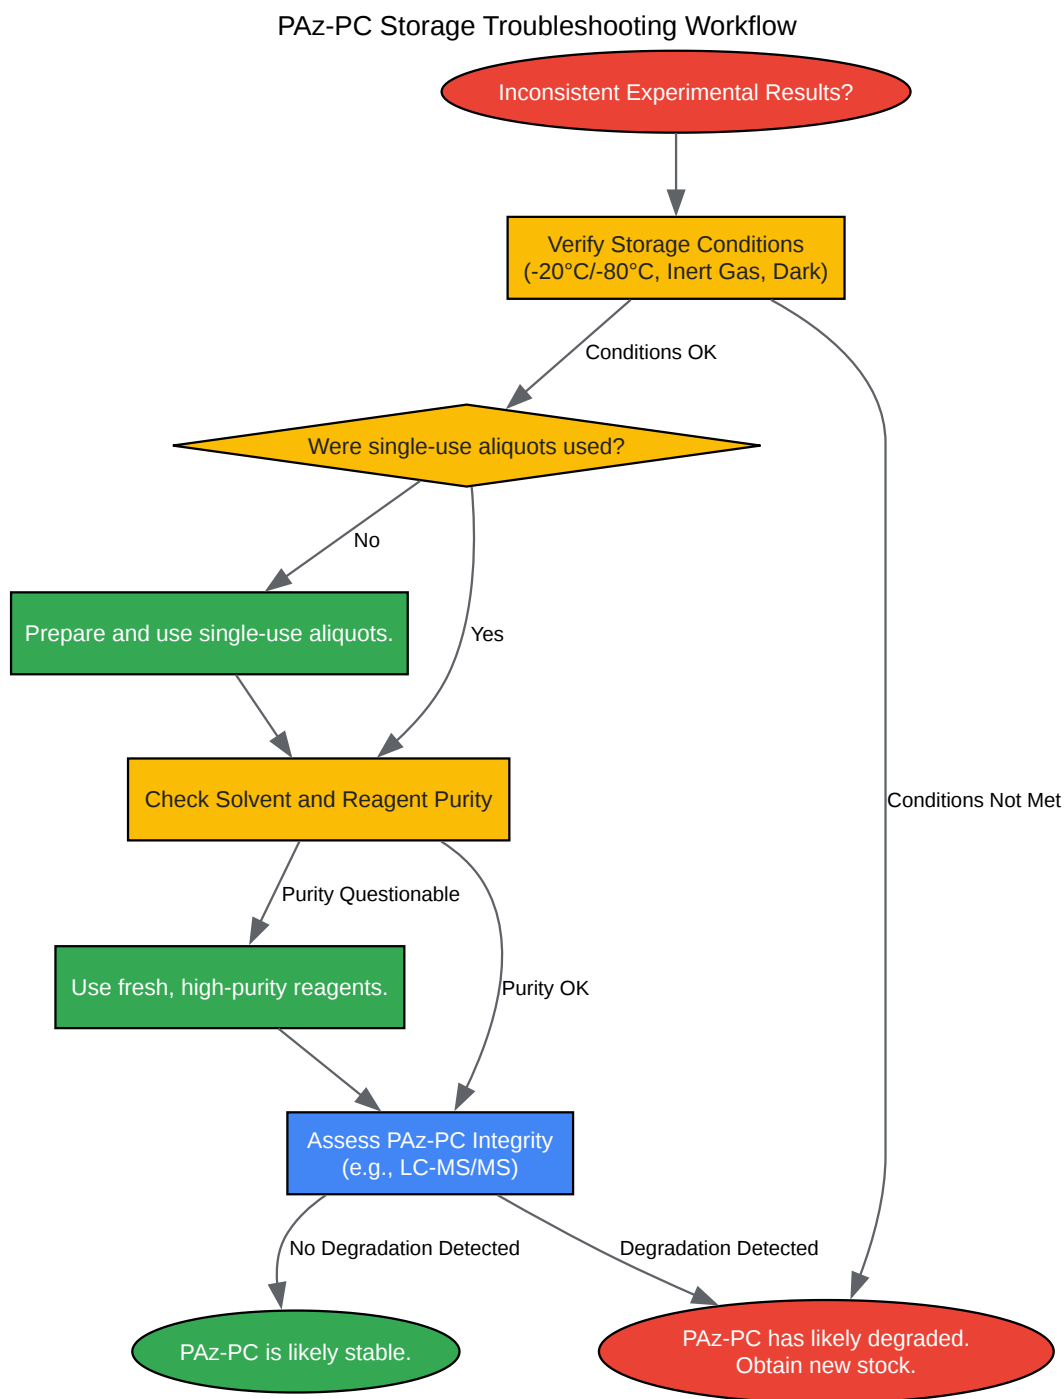 PAz-PC Storage Troubleshooting Workflow
Inconsistent Experimental Results?
Verify Storage Conditions
(-20°C/-80°C, Inert Gas, Dark)
Conditions OK
Were single-use aliquots used?
No
Prepare and use single-use aliquots.
Yes
Check Solvent and Reagent Purity
Conditions Not Met
Purity Questionable
Use fresh, high-purity reagents.
Purity OK
Assess PAz-PC Integrity
(e.g., LC-MS/MS)
No Degradation Detected
Degradation Detected
PAz-PC is likely stable.
PAz-PC has likely degraded.
Obtain new stock.